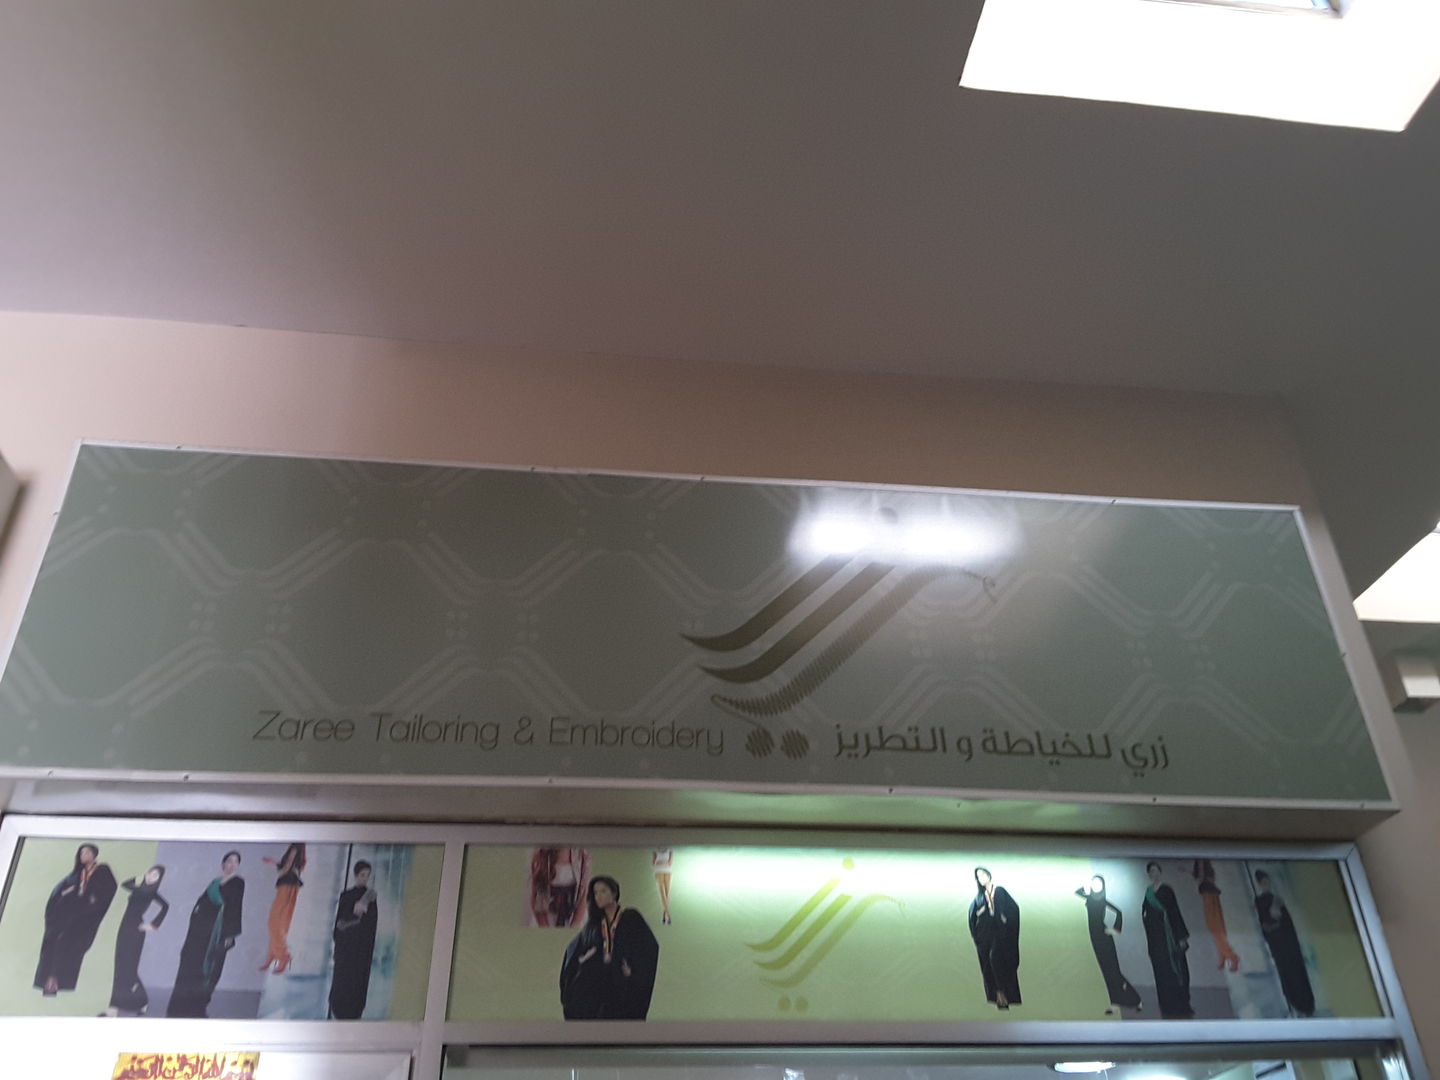 Zaree Tailoring & Embroidery
زري للخياطة و التطريز